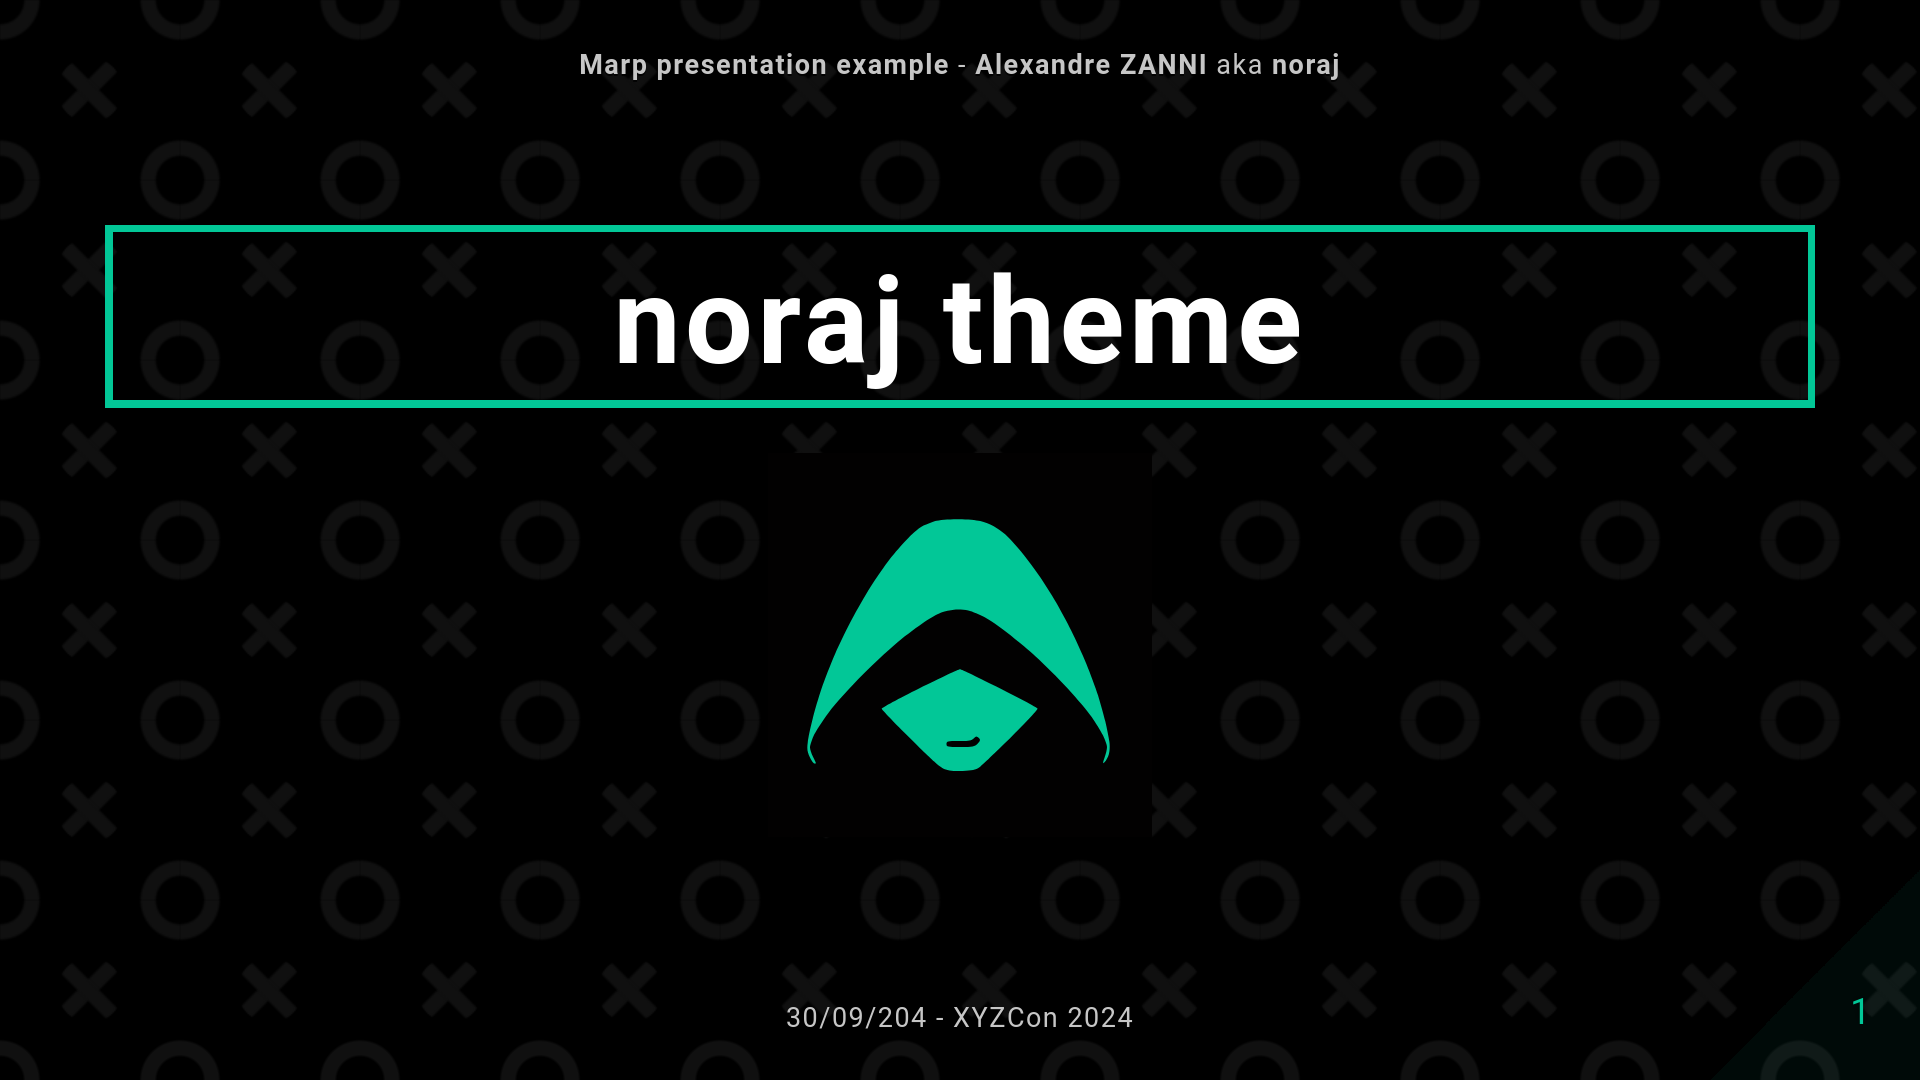 Marp presentation example - Alexandre ZANNI aka noraj
noraj theme
30/09/204 - XYZCon 2024
1